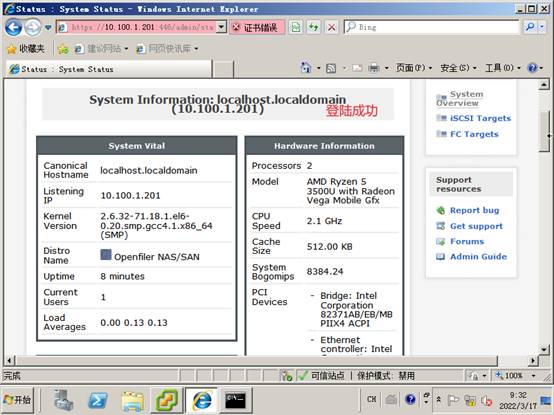 Status : System Status - Windows Internet Explorer
https://10.100.1.201:446/admin/sta
证书错误
Bing
收藏夹
建议网站
网页快讯库
Status : System Status
页面(P)
安全(S)
工具(O)
System Information: localhost.localdomain
(10.100.1.201)
登陆成功
System Vital
Canonical Hostname localhost.localdomain
Listening IP 10.100.1.201
Kernel Version 2.6.32-71.18.1.el6-0.20.smp.gcc4.1.x86_64 (SMP)
Distro Name Openfiler NAS/SAN
Uptime 8 minutes
Current Users 1
Load Averages 0.00 0.13 0.13
Hardware Information
Processors 2
Model AMD Ryzen 5 3500U with Radeon Vega Mobile Gfx
CPU Speed 2.1 GHz
Cache Size 512.00 KB
System Bogomips 8384.24
PCI Devices
- Bridge: Intel Corporation 82371AB/EB/MB PIIX4 ACPI
- Ethernet controller: Intel
System Overview
iSCSI Targets
FC Targets
Support resources
Report bug
Get support
Forums
Admin Guide
完成
可信站点 | 保护模式: 禁用
100%
开始
CH
9:32
2022/3/17